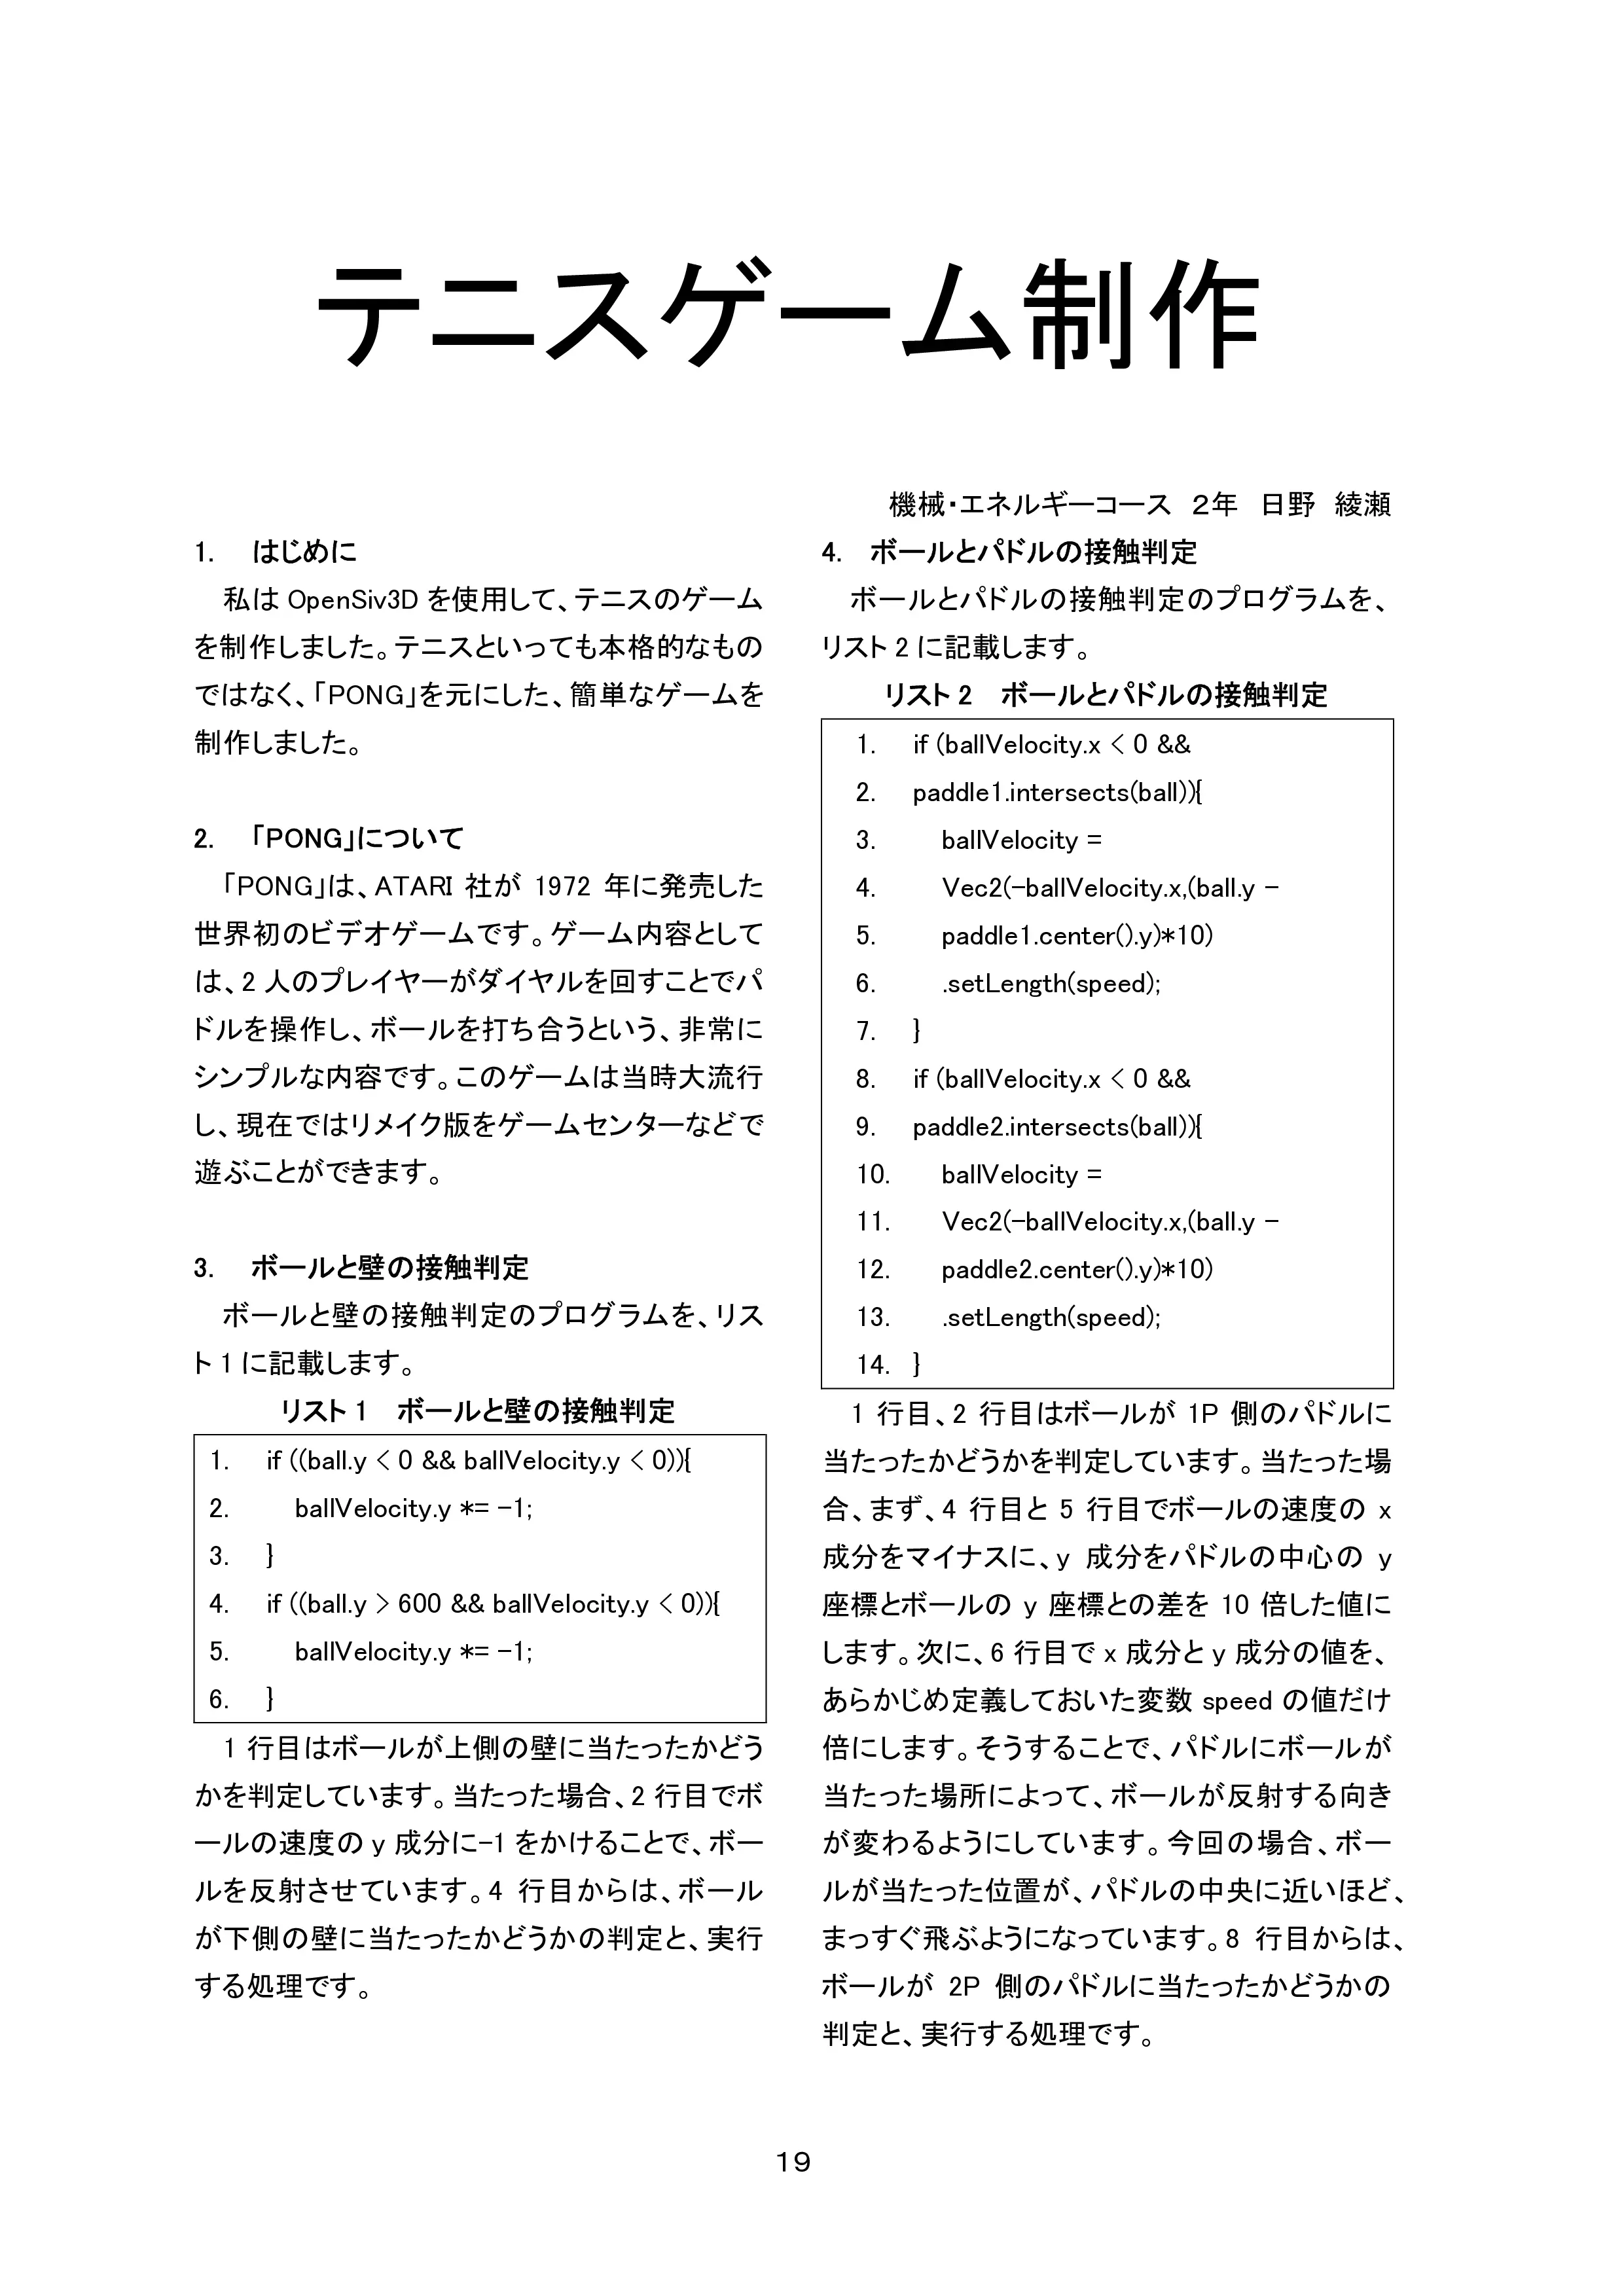 テニスゲーム制作
機械・エネルギーコース 2年 日野 綾瀬
1. はじめに
私は OpenSiv3D を使用して、テニスのゲーム
を制作しました。テニスといっても本格的なもの
ではなく、「PONG」を元にした、簡単なゲームを
制作しました。
2. 「PONG」について
「PONG」は、ATARI 社が 1972 年に発売した
世界初のビデオゲームです。ゲーム内容として
は、2 人のプレイヤーがダイヤルを回すことでパ
ドルを操作し、ボールを打ち合うという、非常に
シンプルな内容です。このゲームは当時大流行
し、現在ではリメイク版をゲームセンターなどで
遊ぶことができます。
3. ボールと壁の接触判定
ボールと壁の接触判定のプログラムを、リス
ト 1 に記載します。
リスト 1 ボールと壁の接触判定
1. if ((ball.y < 0 && ballVelocity.y < 0)){
2. ballVelocity.y *= -1;
3. }
4. if ((ball.y > 600 && ballVelocity.y < 0)){
5. ballVelocity.y *= -1;
6. }
1 行目はボールが上側の壁に当たったかどう
かを判定しています。当たった場合、2 行目でボ
ールの速度の y 成分に-1 をかけることで、ボー
ルを反射させています。4 行目からは、ボール
が下側の壁に当たったかどうかの判定と、実行
する処理です。
4. ボールとパドルの接触判定
ボールとパドルの接触判定のプログラムを、
リスト 2 に記載します。
リスト 2 ボールとパドルの接触判定
1. if (ballVelocity.x < 0 &&
2. paddle1.intersects(ball)){
3. ballVelocity =
4. Vec2(-ballVelocity.x,(ball.y -
5. paddle1.center().y)*10)
6. .setLength(speed);
7. }
8. if (ballVelocity.x < 0 &&
9. paddle2.intersects(ball)){
10. ballVelocity =
11. Vec2(-ballVelocity.x,(ball.y -
12. paddle2.center().y)*10)
13. .setLength(speed);
14. }
1 行目、2 行目はボールが 1P 側のパドルに
当たったかどうかを判定しています。当たった場
合、まず、4 行目と 5 行目でボールの速度の x
成分をマイナスに、y 成分をパドルの中心の y
座標とボールの y 座標との差を 10 倍した値に
します。次に、6 行目で x 成分と y 成分の値を、
あらかじめ定義しておいた変数 speed の値だけ
倍にします。そうすることで、パドルにボールが
当たった場所によって、ボールが反射する向き
が変わるようにしています。今回の場合、ボー
ルが当たった位置が、パドルの中央に近いほど、
まっすぐ飛ぶようになっています。8 行目からは、
ボールが 2P 側のパドルに当たったかどうかの
判定と、実行する処理です。
19